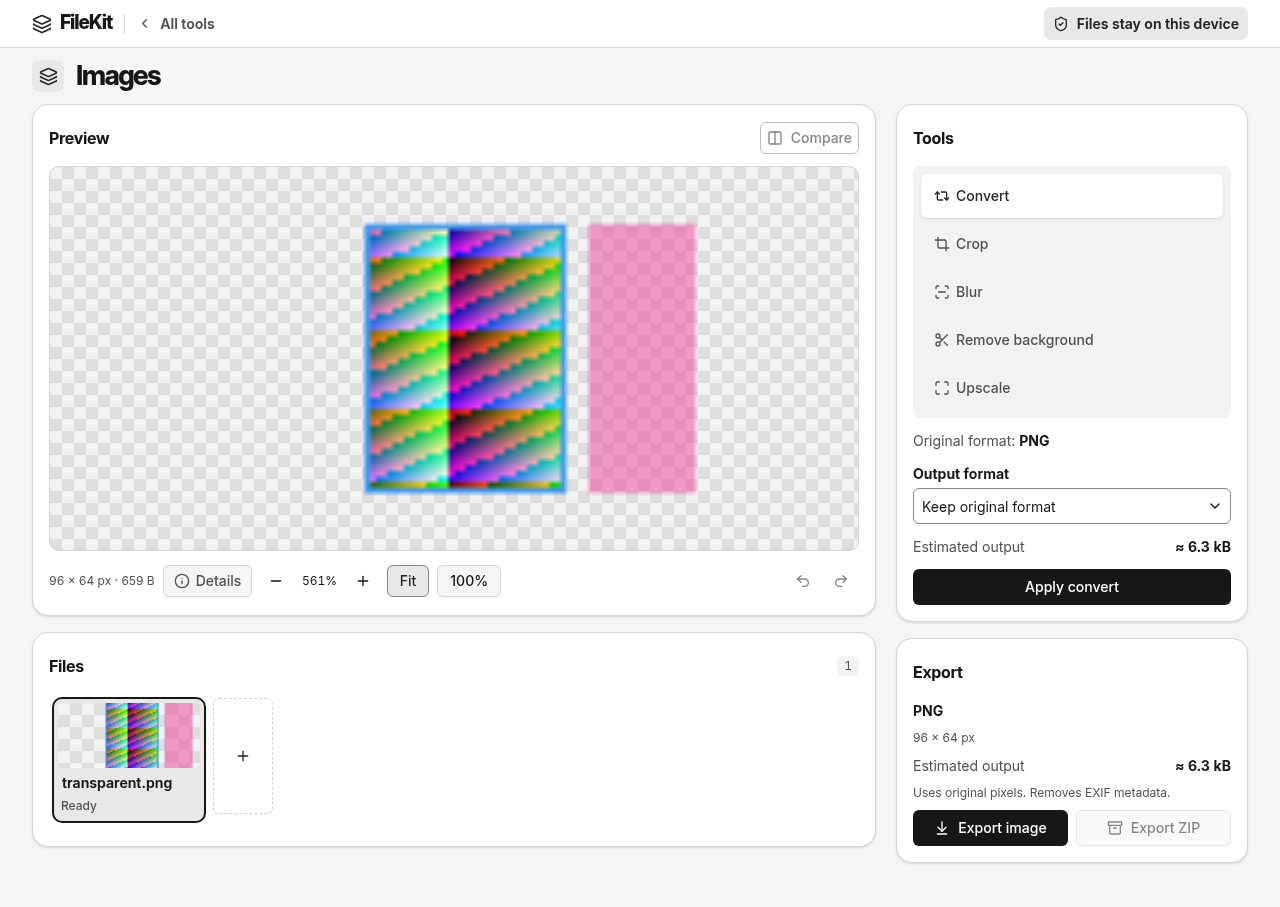 FileKit
All tools
Files stay on this device
Images
Preview
Compare
96 × 64 px · 659 B
Details
561%
Fit
100%
Files
1
transparent.png
Ready
Tools
Convert
Crop
Blur
Remove background
Upscale
Original format: PNG
Output format
Keep original format
Estimated output
≈ 6.3 kB
Apply convert
Export
PNG
96 × 64 px
Estimated output
≈ 6.3 kB
Uses original pixels. Removes EXIF metadata.
Export image
Export ZIP